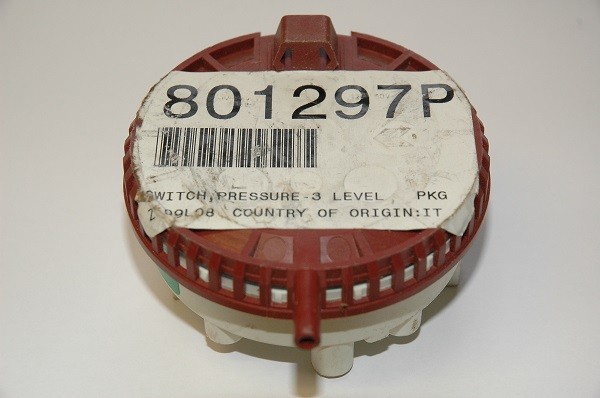 801297P
SWITCH,PRESSURE-3 LEVEL PKG
COUNTRY OF ORIGIN:IT